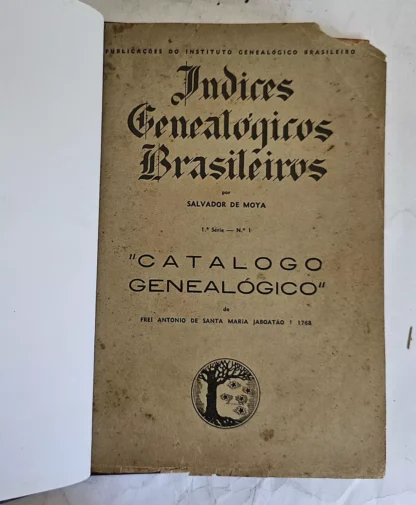 PUBLICAÇÕES DO INSTITUTO GENEALÓGICO BRASILEIRO
Indices
Genealógicos
Brasileiros
por
SALVADOR DE MOYA
1.ª Série — N.º 1
"CATALOGO
GENEALÓGICO"
de
FREI ANTONIO DE SANTA MARIA JABOATÃO † 1768